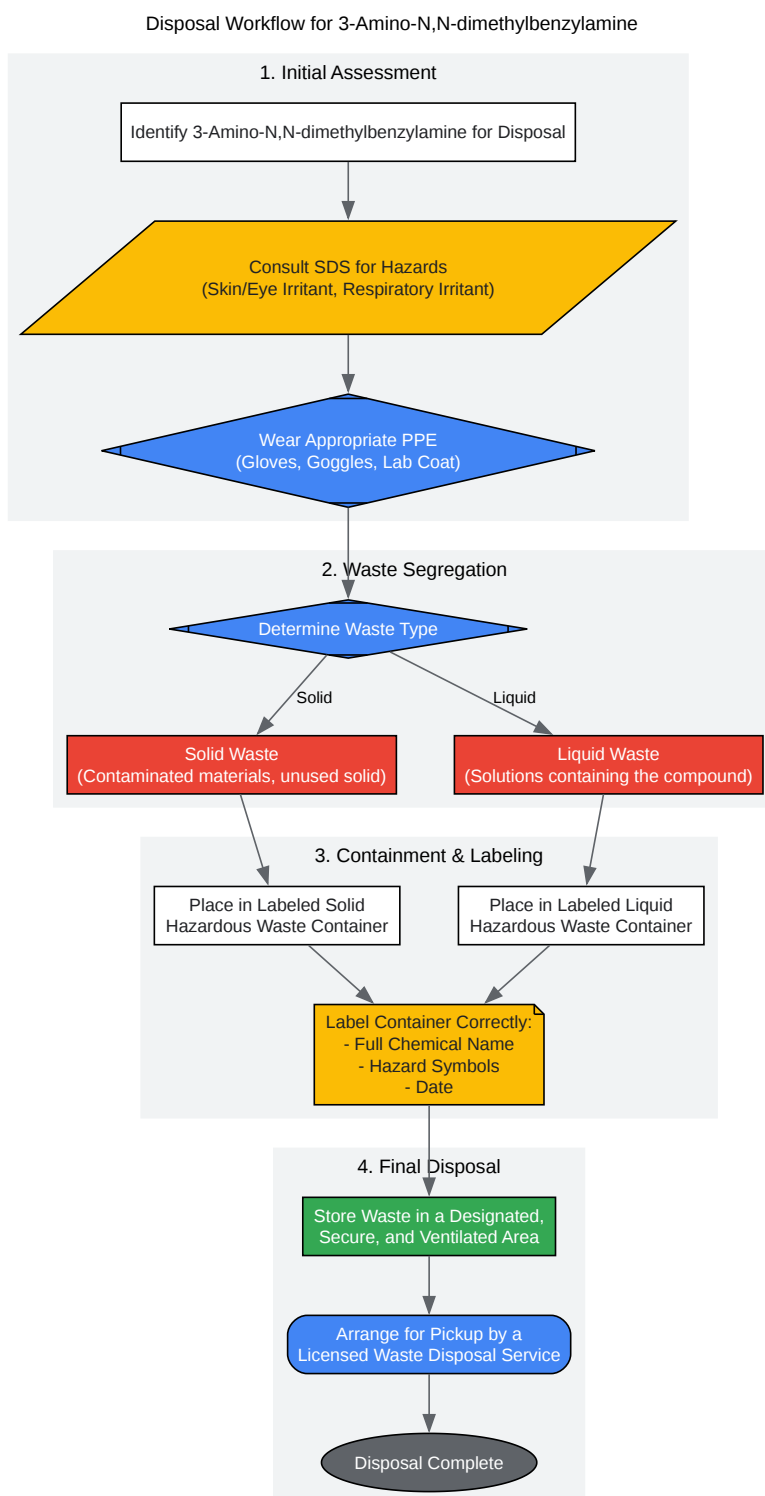 Disposal Workflow for 3-Amino-N,N-dimethylbenzylamine
1. Initial Assessment
Identify 3-Amino-N,N-dimethylbenzylamine for Disposal
Consult SDS for Hazards
(Skin/Eye Irritant, Respiratory Irritant)
Wear Appropriate PPE
(Gloves, Goggles, Lab Coat)
2. Waste Segregation
Determine Waste Type
Solid
Liquid
Solid Waste
(Contaminated materials, unused solid)
Liquid Waste
(Solutions containing the compound)
3. Containment & Labeling
Place in Labeled Solid
Hazardous Waste Container
Place in Labeled Liquid
Hazardous Waste Container
Label Container Correctly:
- Full Chemical Name
- Hazard Symbols
- Date
4. Final Disposal
Store Waste in a Designated,
Secure, and Ventilated Area
Arrange for Pickup by a
Licensed Waste Disposal Service
Disposal Complete